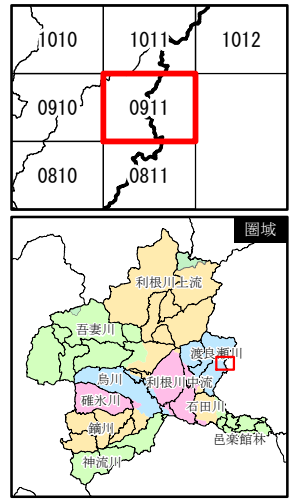 1010 1011 1012
0910 0911
0810 0811
圏域
利根川上流
吾妻川
渡良瀬川
烏川 利根川中流
碓氷川
石田川
鏑川
邑楽館林
神流川